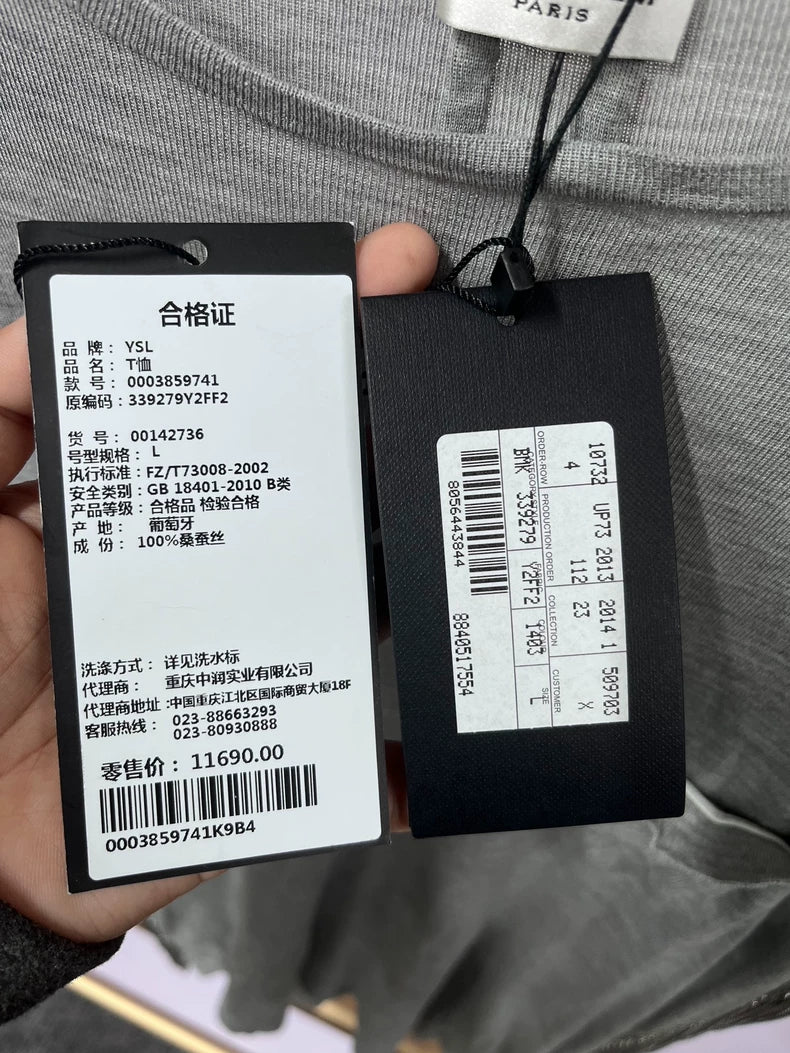 PARIS
合格证
品 牌： YSL
品 名： T恤
款 号： 0003859741
原编码：339279Y2FF2
货 号： 00142736
号型规格： L
执行标准：FZ/T73008-2002
安全类别：GB 18401-2010 B类
产品等级：合格品 检验合格
产 地： 葡萄牙
成 份： 100%桑蚕丝
洗涤方式： 详见洗水标
代理商： 重庆中润实业有限公司
代理商地址：中国重庆江北区国际商贸大厦18F
客服热线： 023-88663293
023-80930888
零售价：11690.00
0003859741K9B4
10732 UP73 2013 2014 1 509703
ORDER-ROW PRODUCTION ORDER COLLECTION CUSTOMER
4 112 23 X
SIZE
BMK 339279 Y2FF2 1403 L
8056443844 8840517554